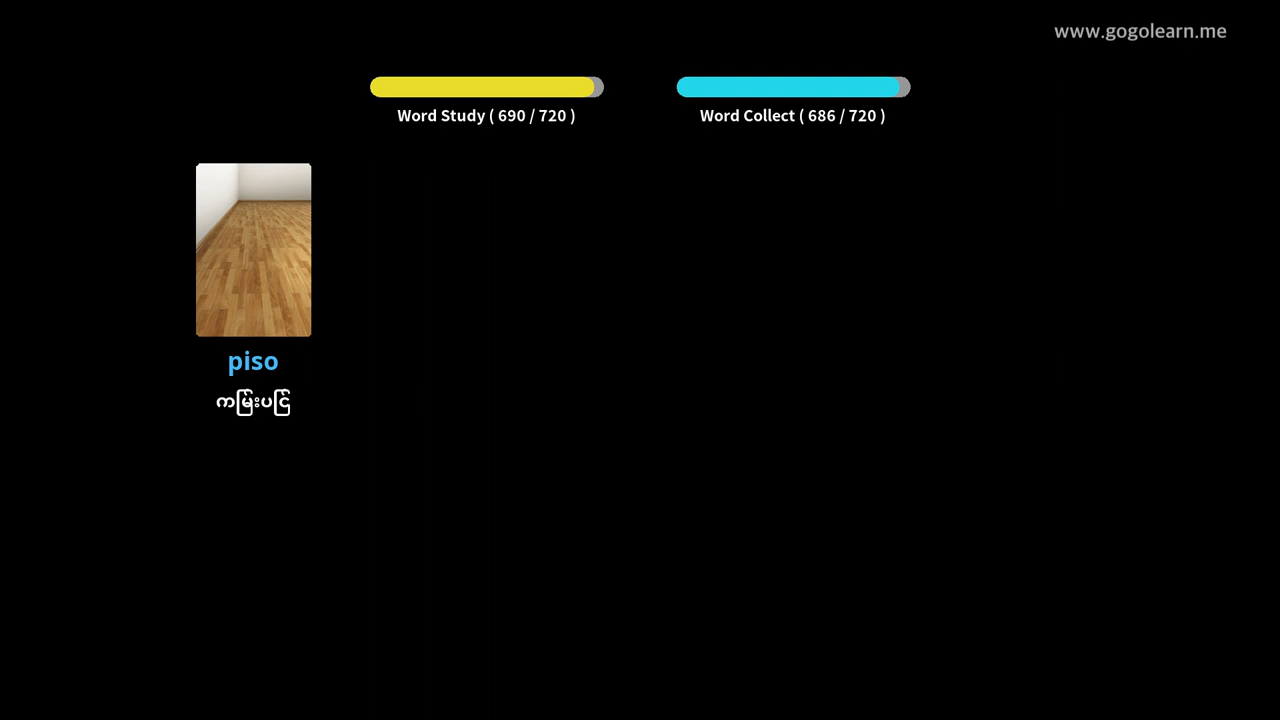 www.gogolearn.me
Word Study ( 690 / 720 )
Word Collect ( 686 / 720 )
piso
ကမ်းပြင်